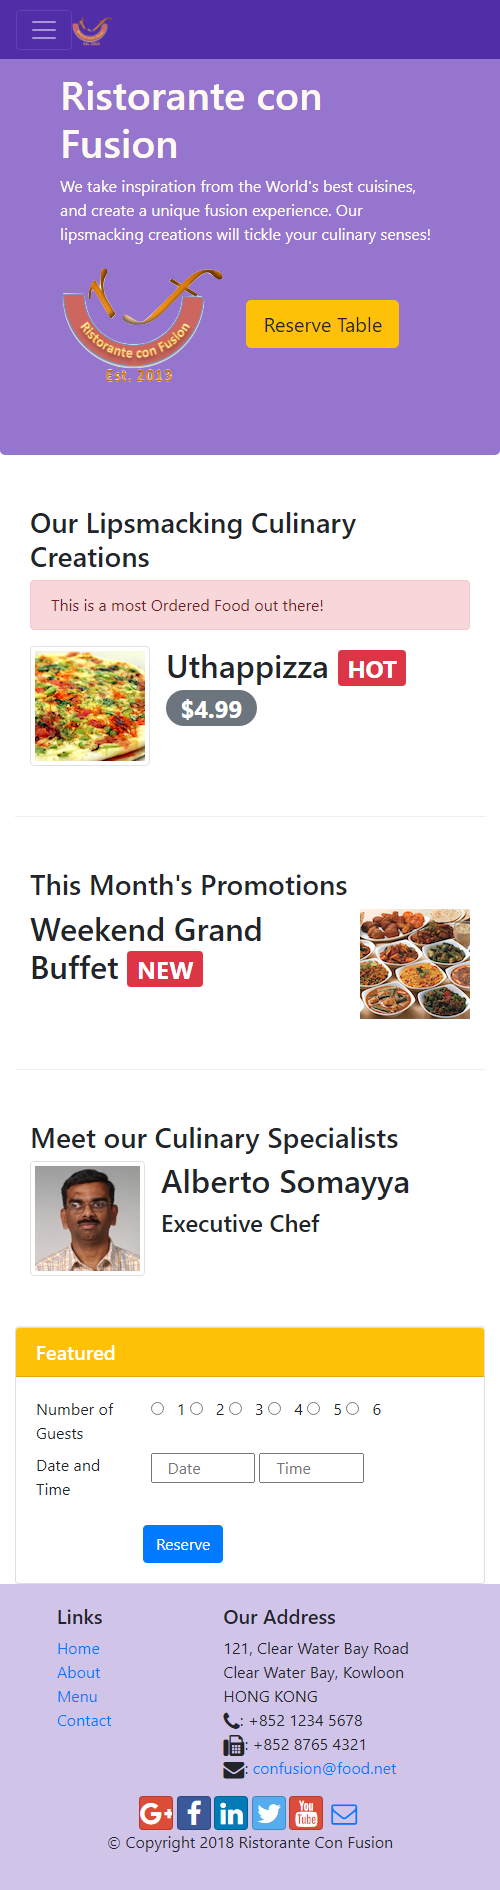 Est. 2013
Ristorante con
Fusion
We take inspiration from the World's best cuisines,
and create a unique fusion experience. Our
lipsmacking creations will tickle your culinary senses!
Ristorante con Fusion
Est. 2013
Reserve Table
Our Lipsmacking Culinary
Creations
This is a most Ordered Food out there!
Uthappizza HOT
$4.99
This Month's Promotions
Weekend Grand
Buffet NEW
Meet our Culinary Specialists
Alberto Somayya
Executive Chef
Featured
Number of
Guests
1 2 3 4 5 6
Date and
Time
Date Time
Reserve
Links
Home
About
Menu
Contact
Our Address
121, Clear Water Bay Road
Clear Water Bay, Kowloon
HONG KONG
: +852 1234 5678
: +852 8765 4321
: confusion@food.net
G+ f in You Tube
© Copyright 2018 Ristorante Con Fusion